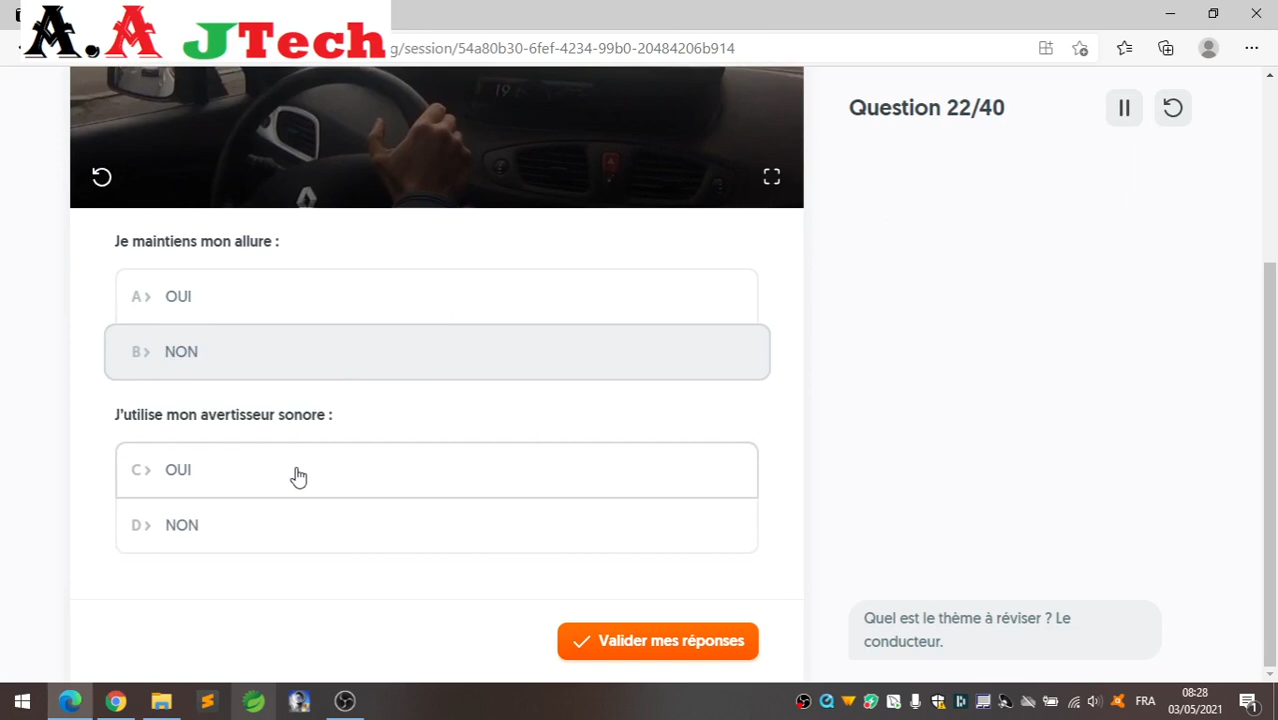 A.A JTech
g/session/54a80b30-6fef-4234-99b0-20484206b914
Question 22/40
19
Je maintiens mon allure :
A OUI
B NON
J'utilise mon avertisseur sonore :
C OUI
D NON
Valider mes réponses
Quel est le thème à réviser ? Le
conducteur.
FRA
08:28
03/05/2021
1